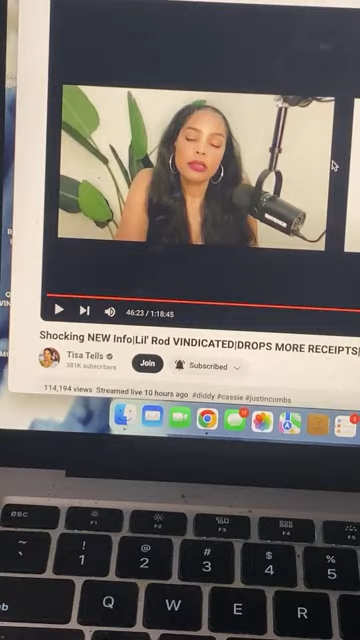 46:23 / 1:18:45
Shocking NEW Info|Lil' Rod VINDICATED|DROPS MORE RECEIPTS|
Tisa Tells
381K subscribers
Join
Subscribed
114,194 views Streamed live 10 hours ago #diddy #cassie #justincombs
esc
F1
F2
F3
F4
F5
~
`
!
1
@
2
#
3
$
4
%
5
Q
W
E
R